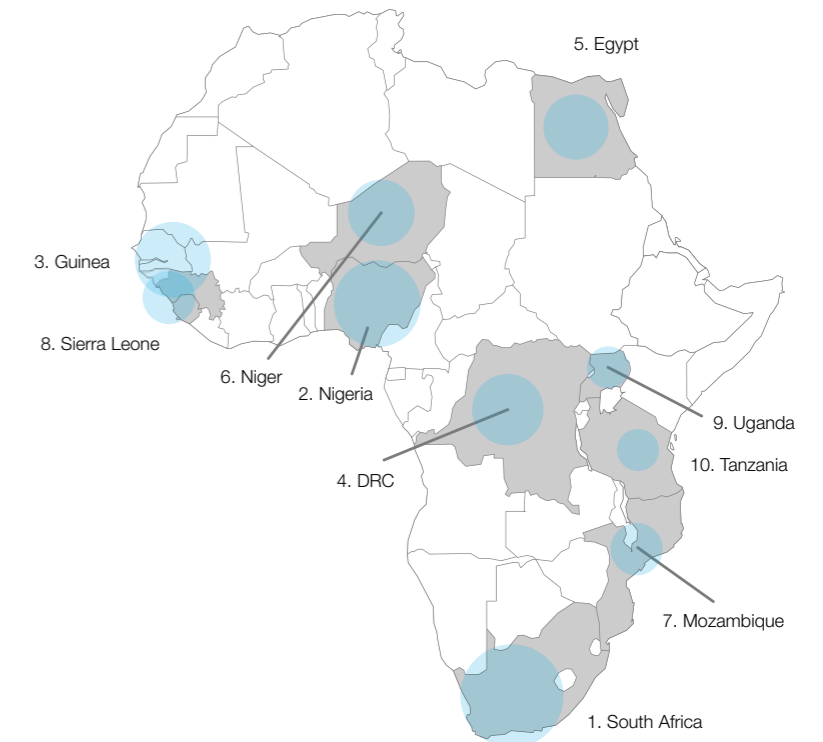 5. Egypt
3. Guinea
8. Sierra Leone
6. Niger
2. Nigeria
9. Uganda
10. Tanzania
4. DRC
7. Mozambique
1. South Africa